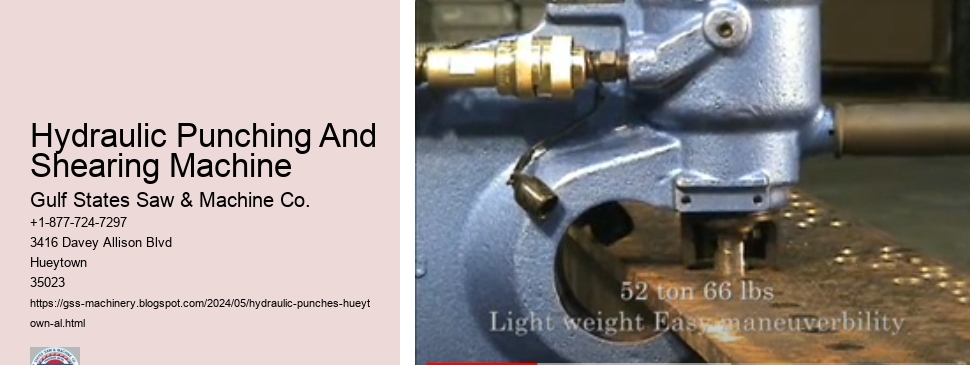 Hydraulic Punching And
Shearing Machine
Gulf States Saw & Machine Co.
+1-877-724-7297
3416 Davey Allison Blvd
Hueytown
35023
https://gss-machinery.blogspot.com/2024/05/hydraulic-punches-hueyt
own-al.html
52 ton 66 lbs
Light weight Easy maneuverbility